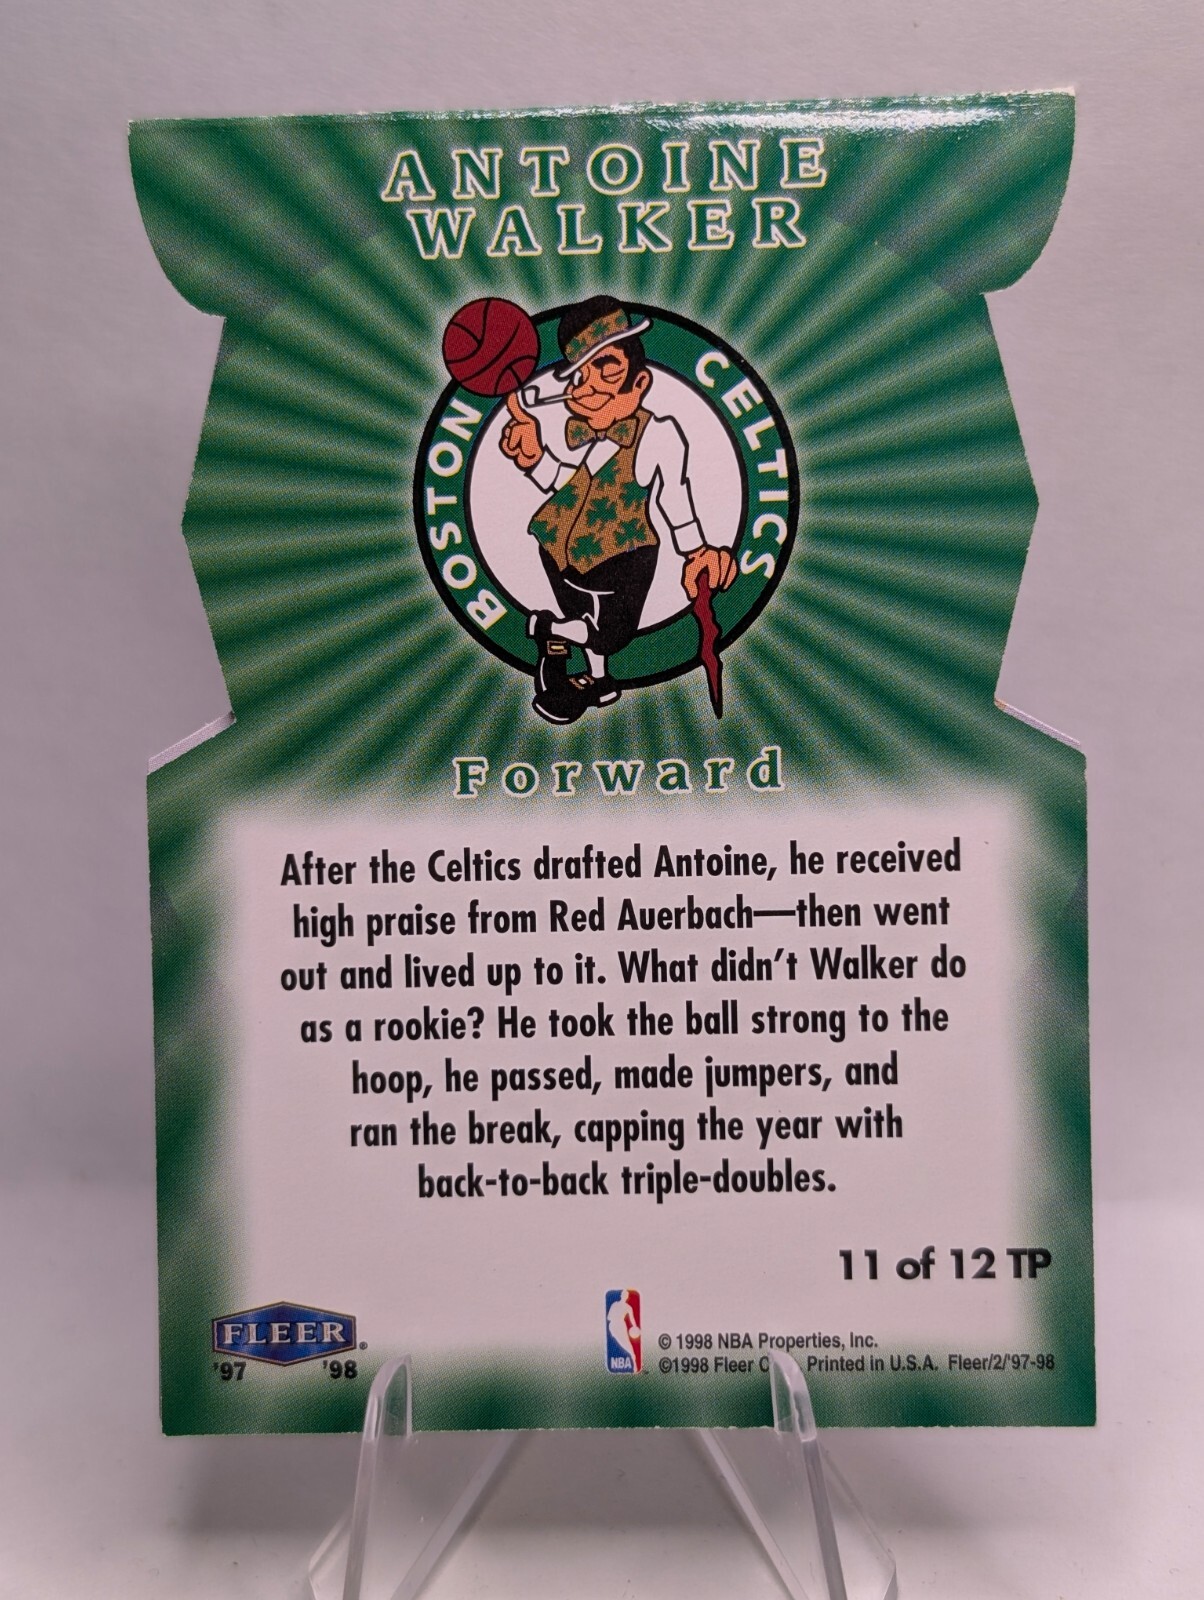 ANTOINE
WALKER
BOSTON CELTICS
Forward
After the Celtics drafted Antoine, he received
high praise from Red Auerbach—then went
out and lived up to it. What didn't Walker do
as a rookie? He took the ball strong to the
hoop, he passed, made jumpers, and
ran the break, capping the year with
back-to-back triple-doubles.
11 of 12 TP
FLEER®
'97 '98
NBA
© 1998 NBA Properties, Inc.
©1998 Fleer Printed in U.S.A. Fleer/2/'97-98